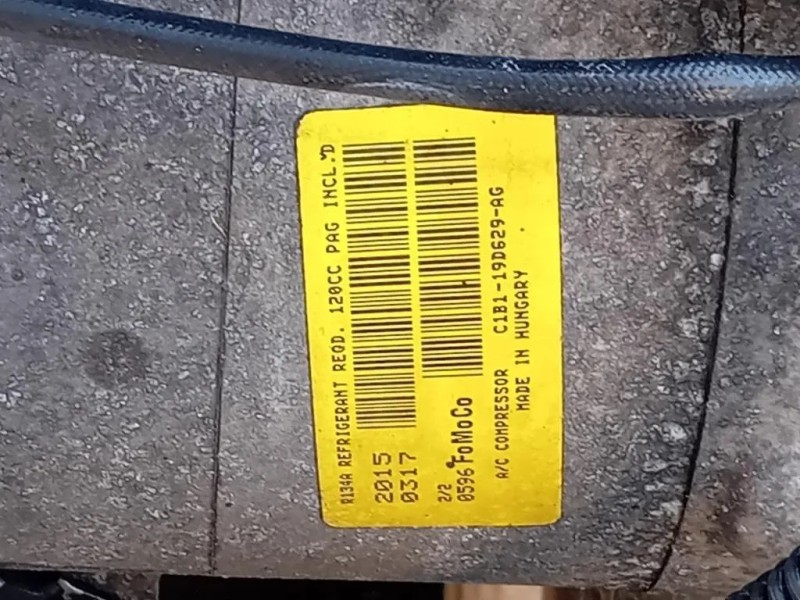 R134A REFRIGERANT REQD. 120CC PAG INCL.'D
2015
0317
2/2
0596 FoMoCo
A/C COMPRESSOR C1B1-19D629-AG
MADE IN HUNGARY